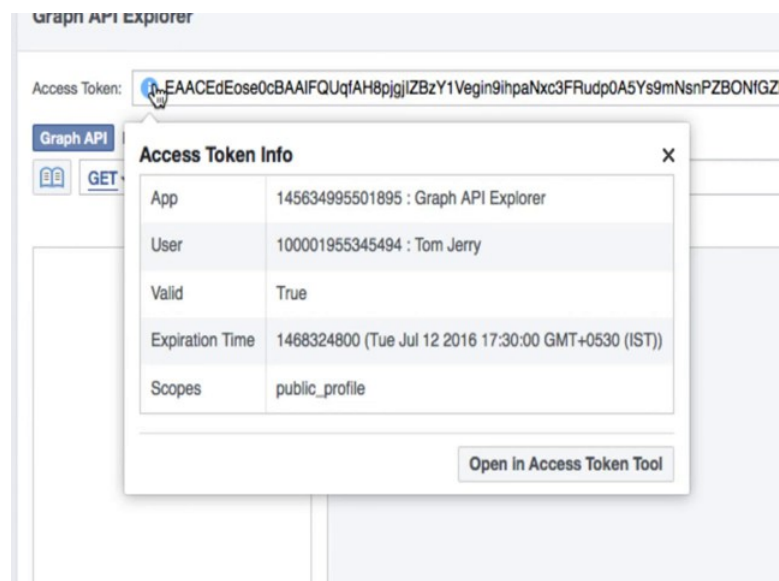 Graph API Explorer
Access Token: EAACEdEose0cBAAIFQUqfAH8pjgjIZBzY1Vegin9ihpaNxc3FRudp0A5Ys9mNsnPZBONfGZ
Graph API
GET
Access Token Info X
App 145634995501895 : Graph API Explorer
User 100001955345494 : Tom Jerry
Valid True
Expiration Time 1468324800 (Tue Jul 12 2016 17:30:00 GMT+0530 (IST))
Scopes public_profile
Open in Access Token Tool